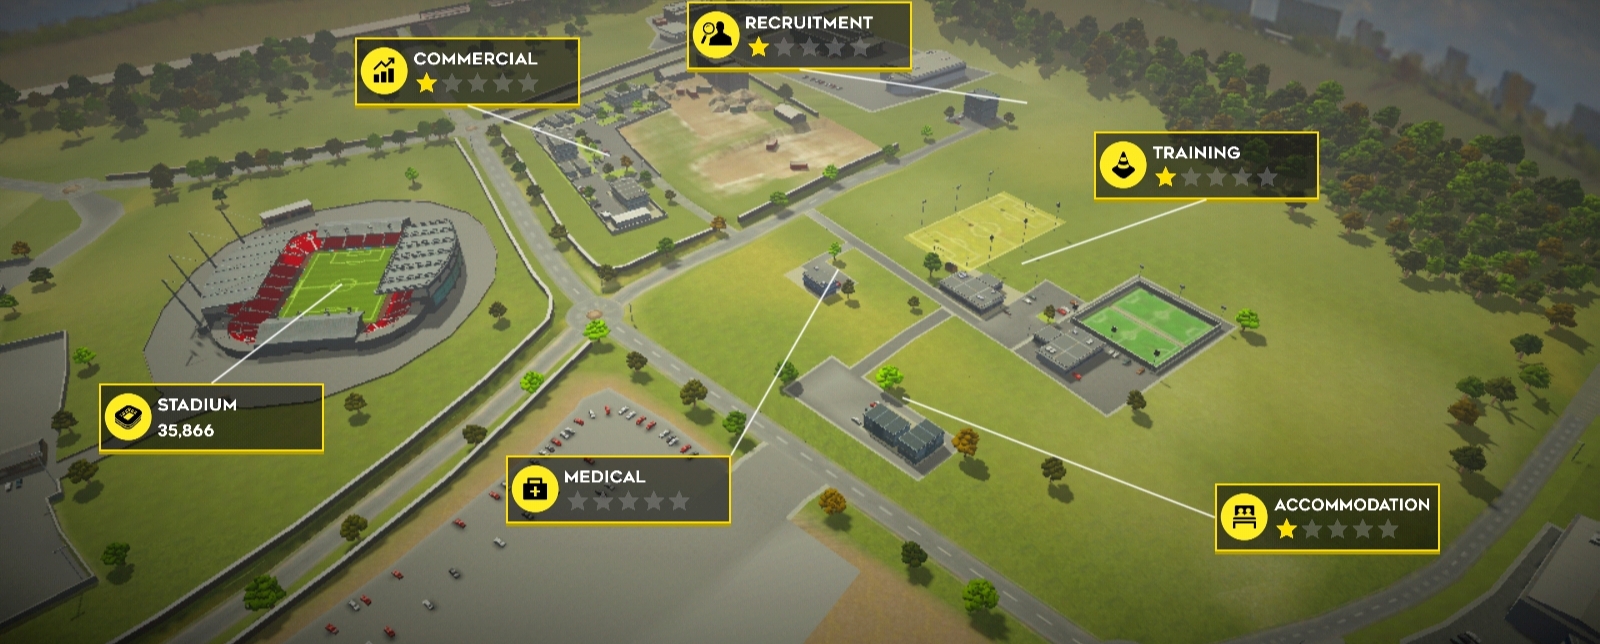 RECRUITMENT
COMMERCIAL
TRAINING
STADIUM
35,866
MEDICAL
ACCOMMODATION